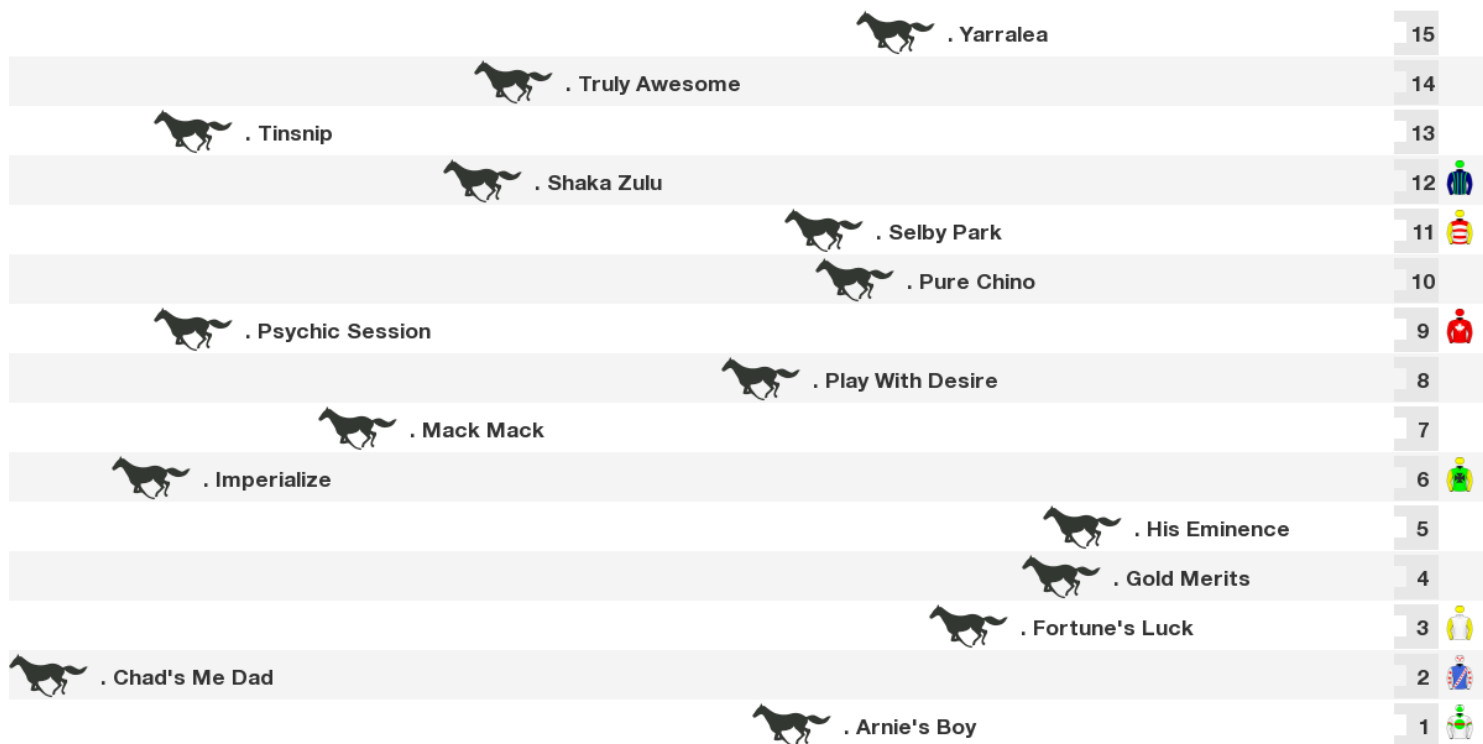 . Yarralea 15
. Truly Awesome 14
. Tinsnip 13
. Shaka Zulu 12
. Selby Park 11
. Pure Chino 10
. Psychic Session 9
. Play With Desire 8
. Mack Mack 7
. Imperialize 6
. His Eminence 5
. Gold Merits 4
. Fortune's Luck 3
. Chad's Me Dad 2
. Arnie's Boy 1